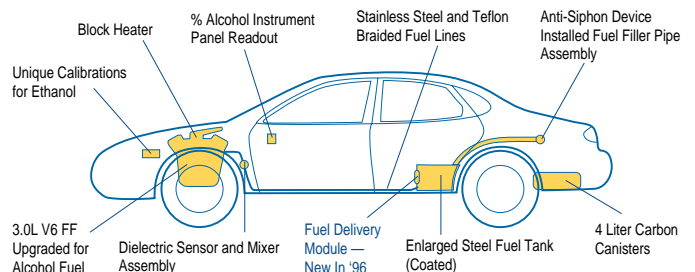 Block Heater
% Alcohol Instrument
Panel Readout
Stainless Steel and Teflon
Braided Fuel Lines
Anti-Siphon Device
Installed Fuel Filler Pipe
Assembly
Unique Calibrations
for Ethanol
3.0L V6 FF
Upgraded for
Alcohol Fuel
Dielectric Sensor and Mixer
Assembly
Fuel Delivery
Module —
New In ‘96
Enlarged Steel Fuel Tank
(Coated)
4 Liter Carbon
Canisters